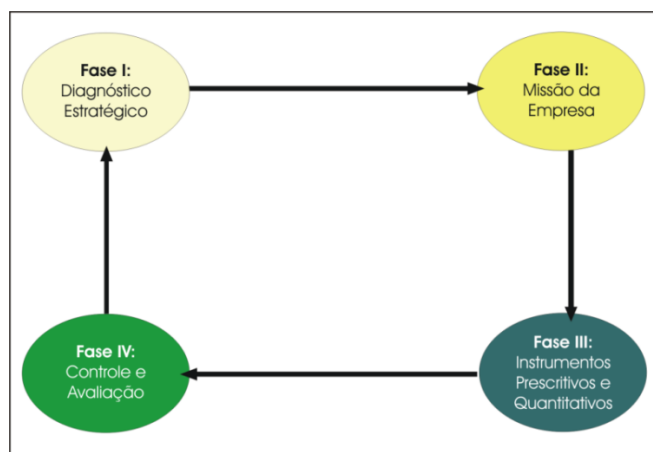 Fase I:
Diagnóstico
Estratégico
Fase II:
Missão da
Empresa
Fase III:
Instrumentos
Prescritivos e
Quantitativos
Fase IV:
Controle e
Avaliação